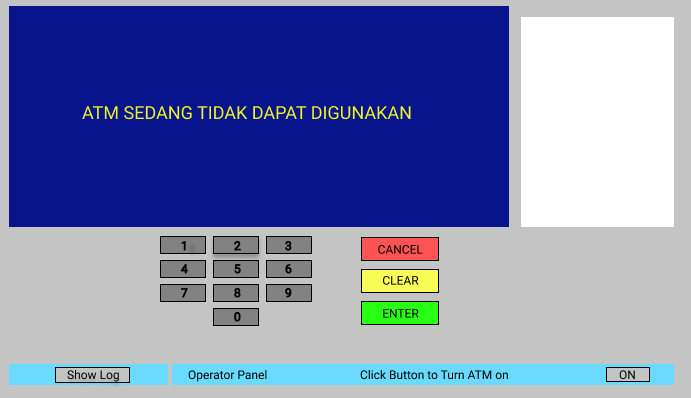 ATM SEDANG TIDAK DAPAT DIGUNAKAN
1 2 3
CANCEL
4 5 6
CLEAR
7 8 9
ENTER
0
Show Log Operator Panel Click Button to Turn ATM on ON